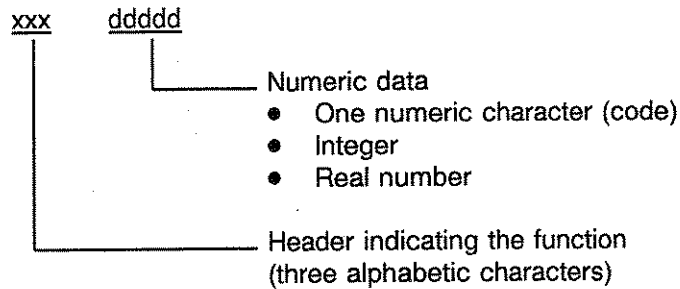 xxx ddddd
Numeric data
• One numeric character (code)
• Integer
• Real number
Header indicating the function
(three alphabetic characters)